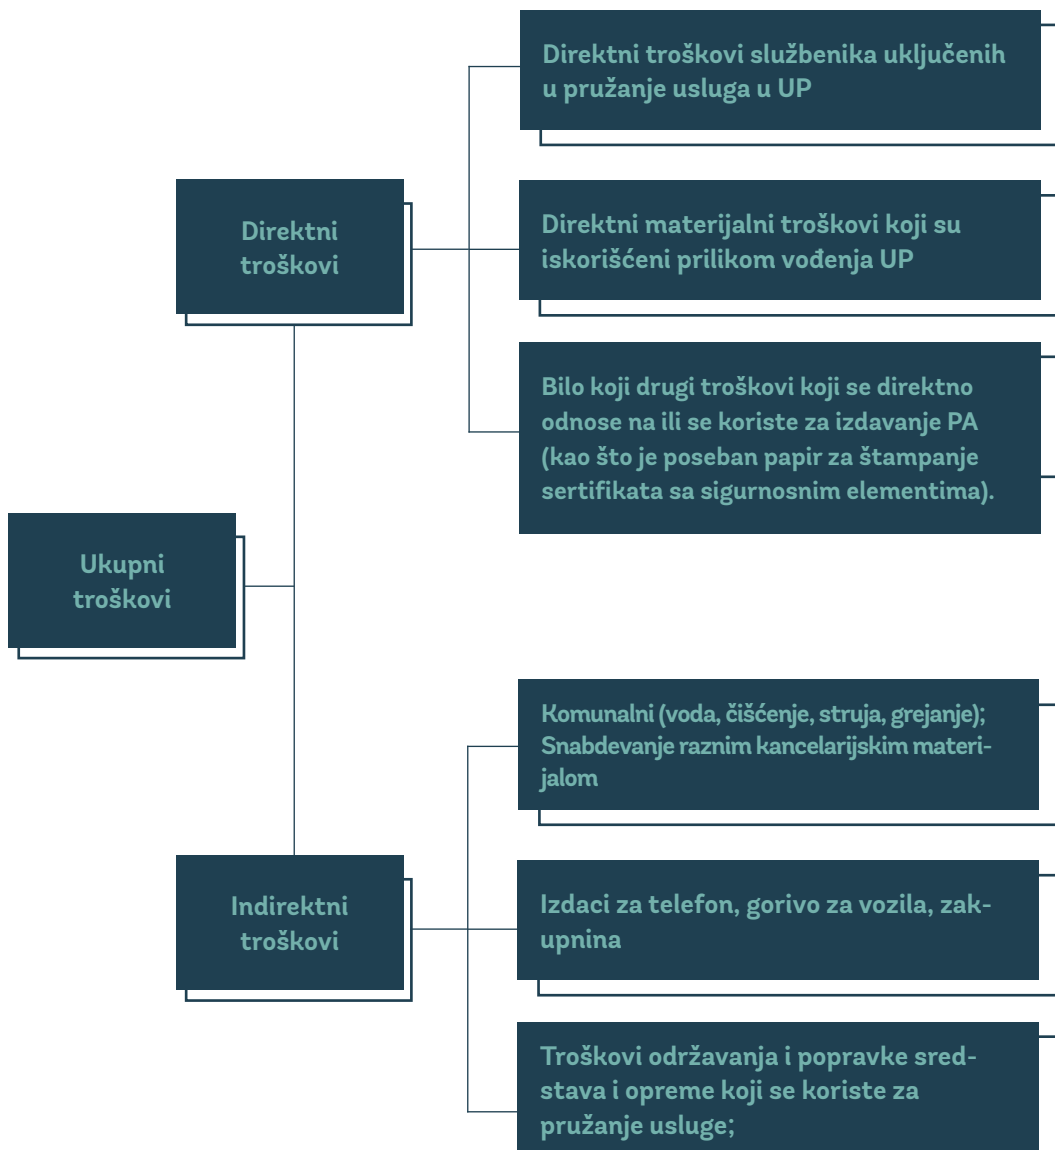 Direktni troškovi službenika uključenih
u pružanje usluga u UP
Direktni
troškovi
Direktni materijalni troškovi koji su
iskorišćeni prilikom vođenja UP
Bilo koji drugi troškovi koji se direktno
odnose na ili se koriste za izdavanje PA
(kao što je poseban papir za štampanje
sertifikata sa sigurnosnim elementima).
Ukupni
troškovi
Komunalni (voda, čišćenje, struja, grejanje);
Snabdevanje raznim kancelarijskim materi-
jalom
Indirektni
troškovi
Izdaci za telefon, gorivo za vozila, zak-
upnina
Troškovi održavanja i popravke sred-
stava i opreme koji se koriste za
pružanje usluge;